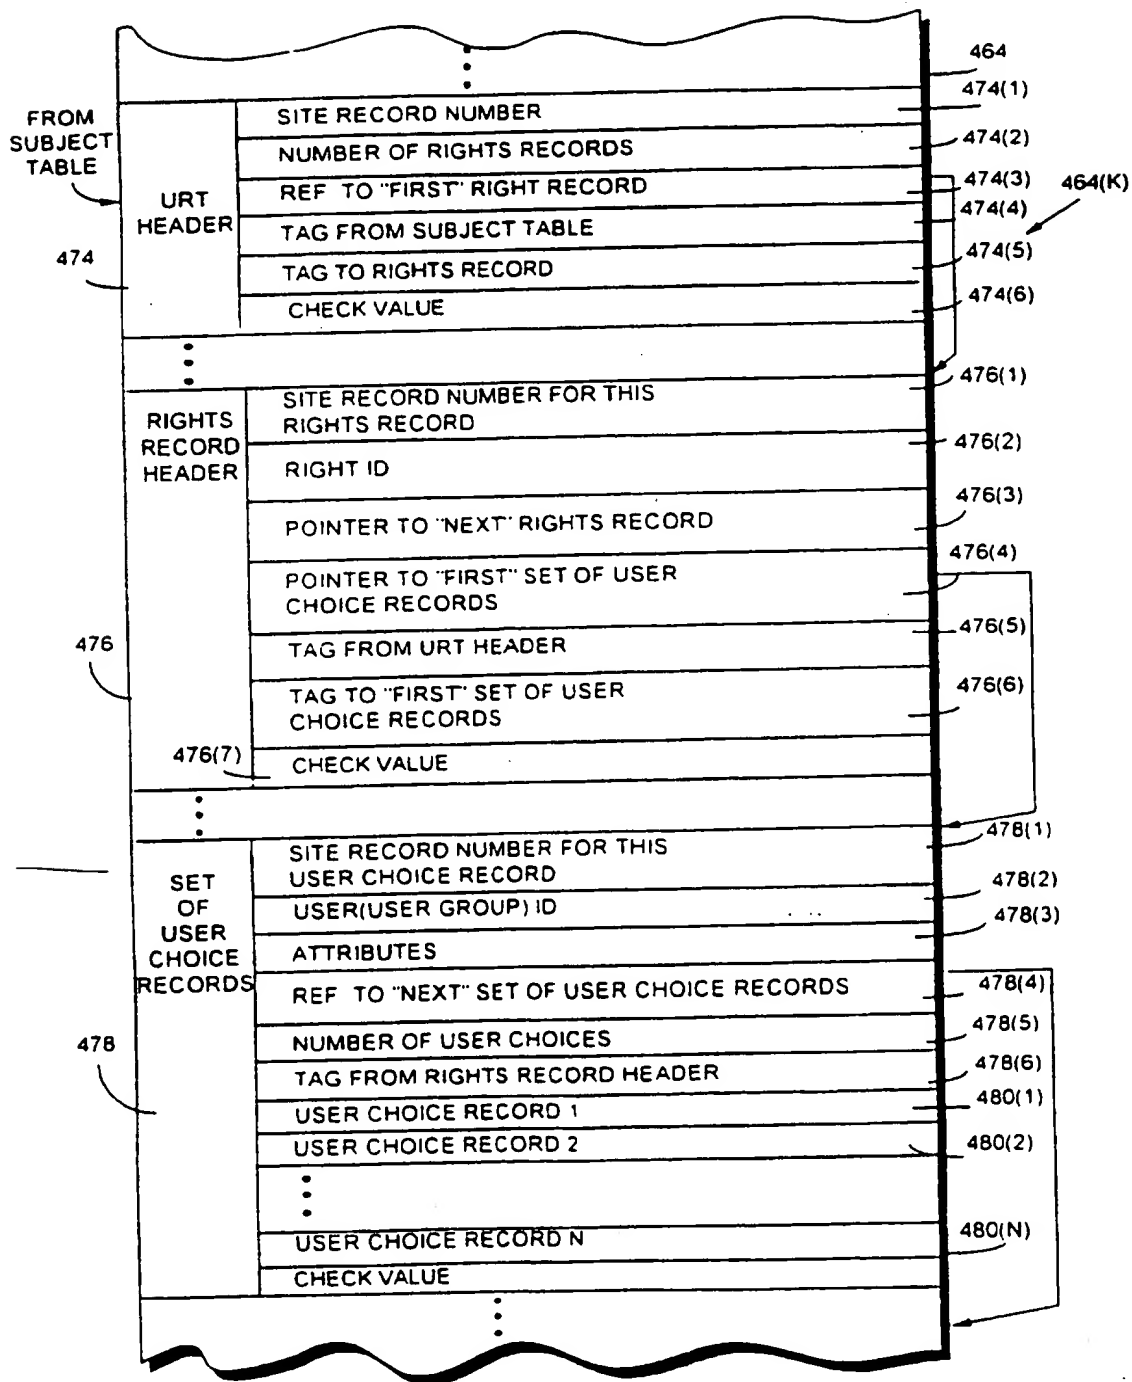 464
474(1)
FROM
SUBJECT
TABLE
SITE RECORD NUMBER
474(2)
NUMBER OF RIGHTS RECORDS
474(3)
REF TO "FIRST" RIGHT RECORD
464(K)
URT
HEADER
474(4)
TAG FROM SUBJECT TABLE
474(5)
474
TAG TO RIGHTS RECORD
474(6)
CHECK VALUE
476(1)
RIGHTS
RECORD
HEADER
SITE RECORD NUMBER FOR THIS
RIGHTS RECORD
476(2)
RIGHT ID
476(3)
POINTER TO "NEXT" RIGHTS RECORD
476(4)
POINTER TO "FIRST" SET OF USER
CHOICE RECORDS
476(5)
476
TAG FROM URT HEADER
476(6)
TAG TO "FIRST" SET OF USER
CHOICE RECORDS
476(7)
CHECK VALUE
478(1)
SITE RECORD NUMBER FOR THIS
USER CHOICE RECORD
SET
OF
USER
CHOICE
RECORDS
478(2)
USER(USER GROUP) ID
478(3)
ATTRIBUTES
478(4)
REF TO "NEXT" SET OF USER CHOICE RECORDS
478(5)
478
NUMBER OF USER CHOICES
478(6)
TAG FROM RIGHTS RECORD HEADER
480(1)
USER CHOICE RECORD 1
480(2)
USER CHOICE RECORD 2
480(N)
USER CHOICE RECORD N
CHECK VALUE